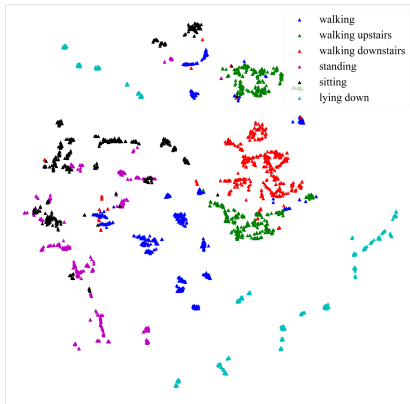 walking
walking upstairs
walking downstairs
standing
sitting
lying down